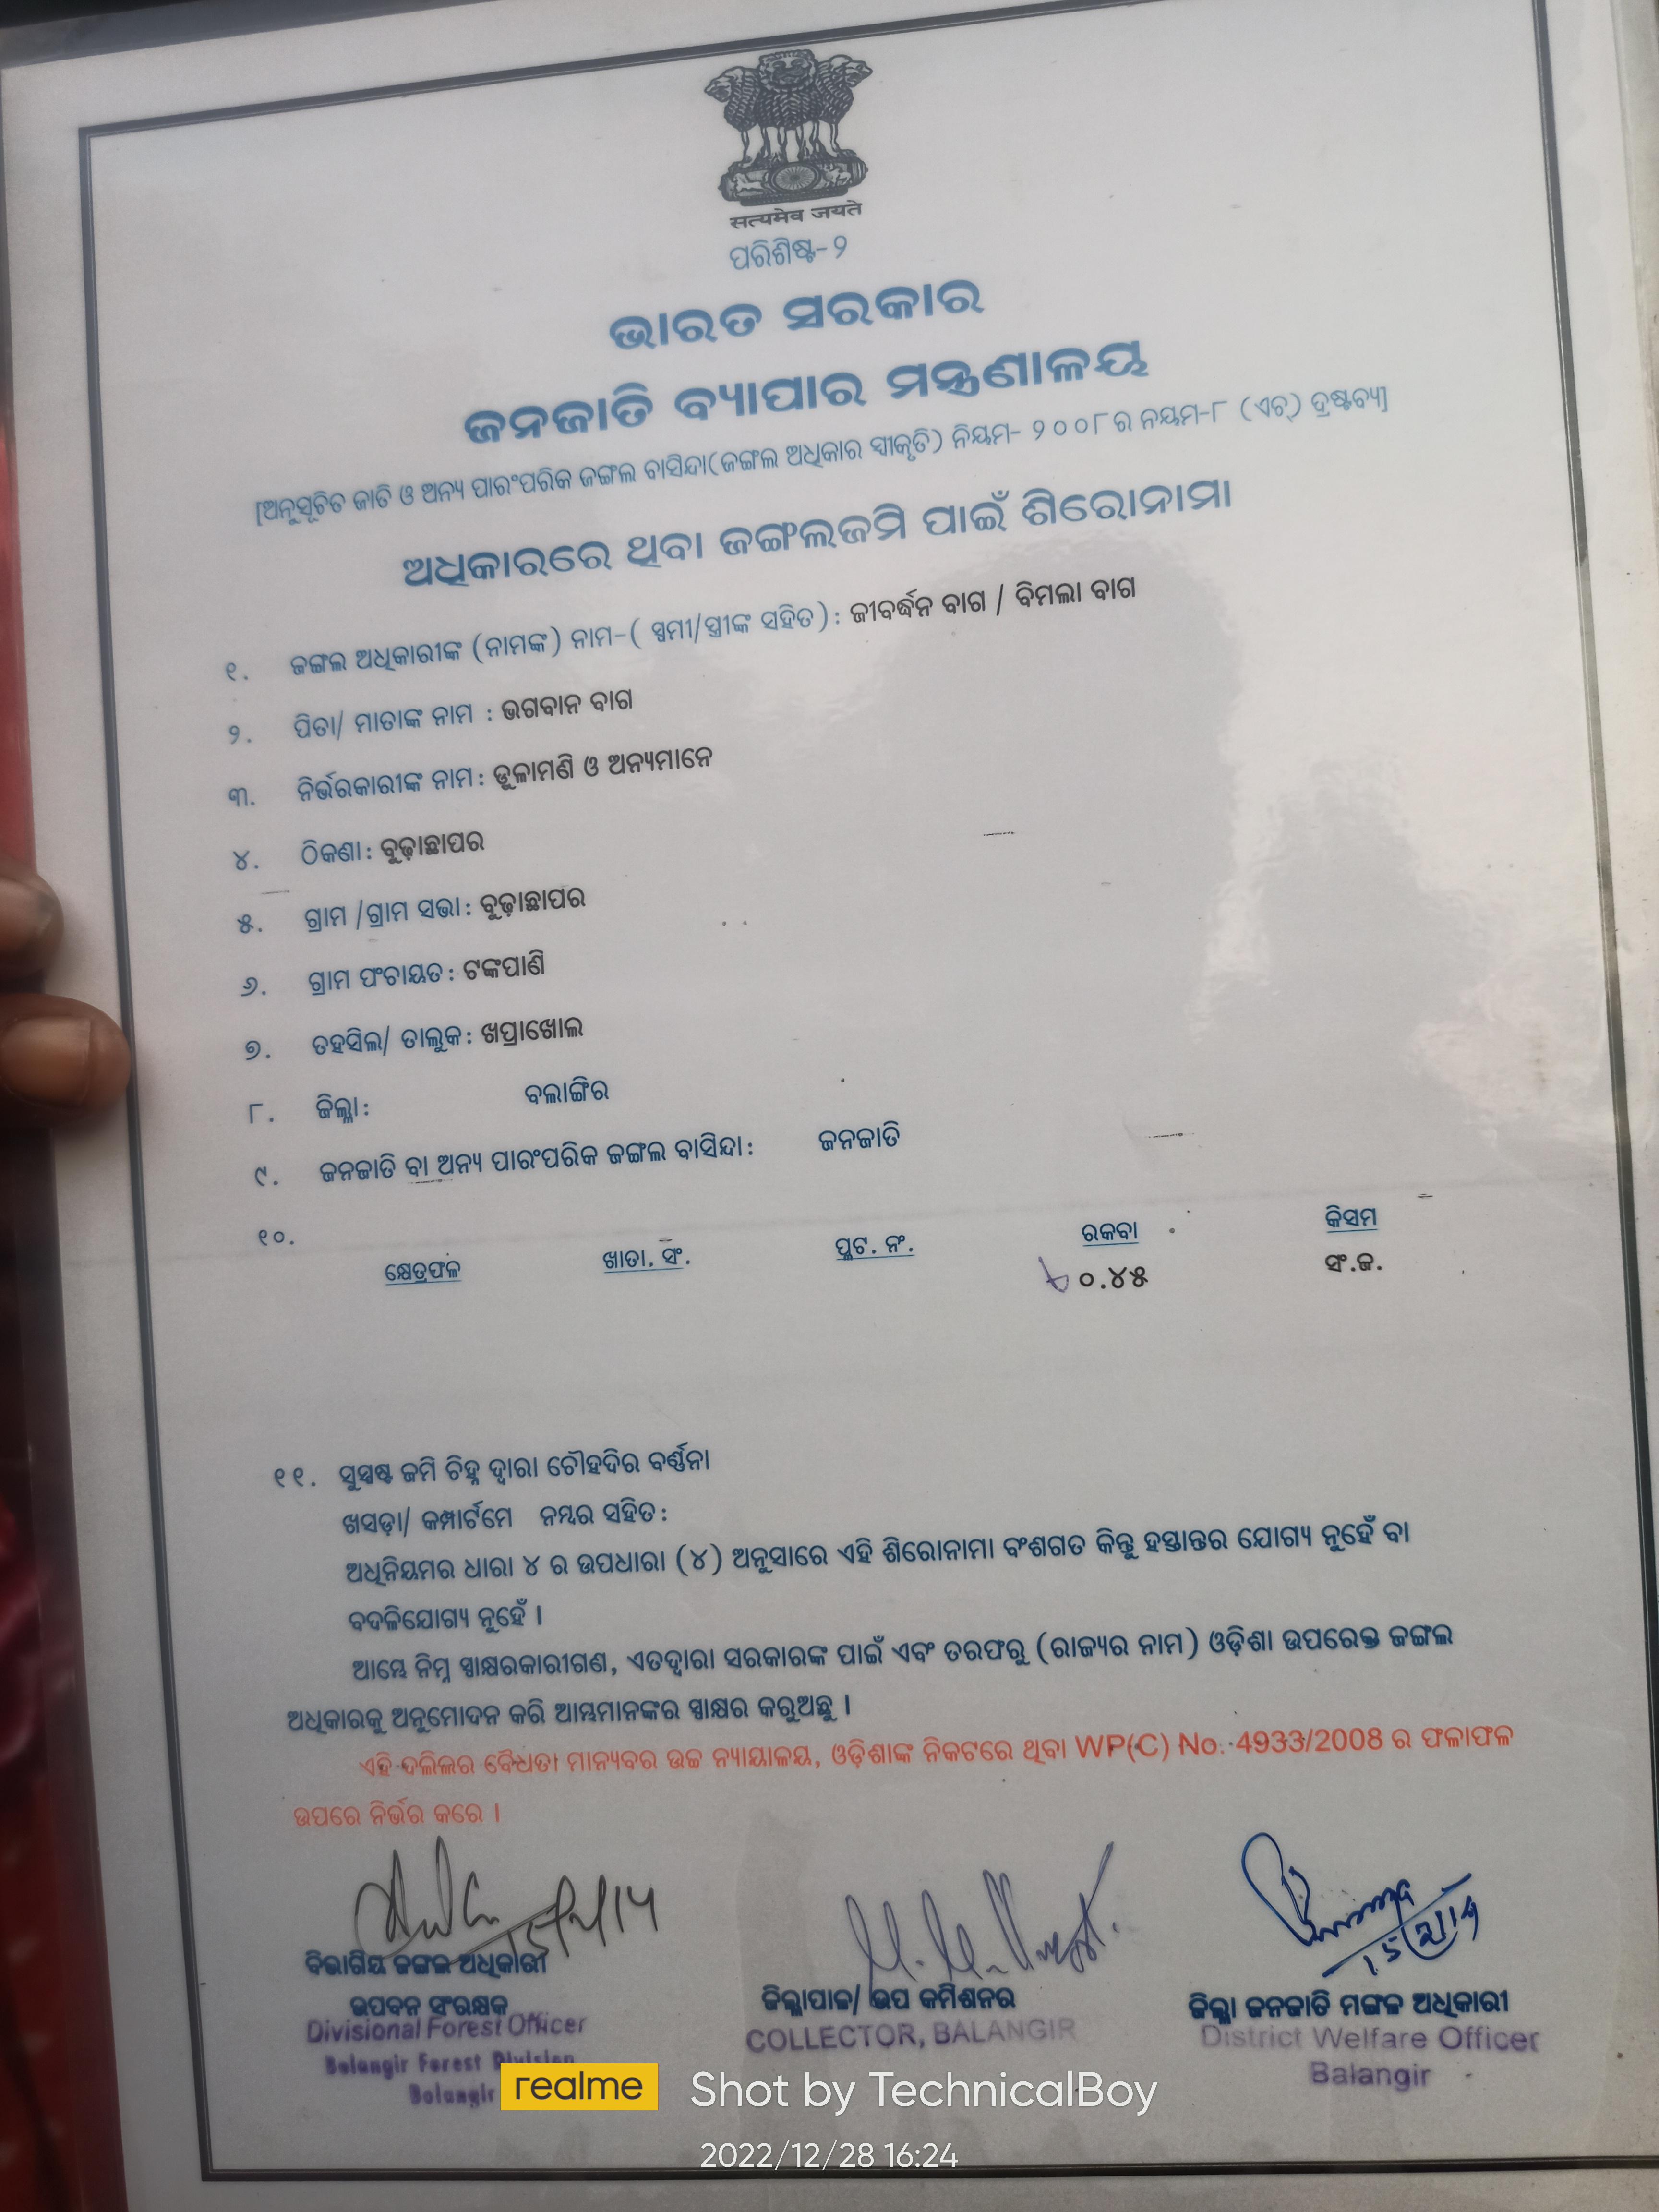 सत्यमेव जयते
ପରିଶିଷ୍ଟ-୨
ଭାରତ ସରକାର
ଜନଜାତି ବ୍ୟାପାର ମନ୍ତ୍ରଣାଳୟ
[ଅନୁସୂଚିତ ଜାତି ଓ ଅନ୍ୟ ପାରଂପରିକ ଜଙ୍ଗଲ ବାସିନ୍ଦା(ଜଙ୍ଗଲ ଅଧିକାର ସ୍ୱୀକୃତି) ନିୟମ- ୨୦୦୮ର ନୟମ-୮ (ଏଚ୍) ଦ୍ରଷ୍ଟବ୍ୟ]
ଅଧିକାରରେ ଥିବା ଜଙ୍ଗଲଜମି ପାଇଁ ଶିରୋନାମା
୧. ଜଙ୍ଗଲ ଅଧିକାରୀଙ୍କ (ନାମଙ୍କ) ନାମ-( ସ୍ୱମୀ/ସ୍ତ୍ରୀଙ୍କ ସହିତ): ଜୀବର୍ଦ୍ଧନ ବାଗ / ବିମଲା ବାଗ
୨. ପିତା/ ମାତାଙ୍କ ନାମ : ଭଗବାନ ବାଗ
୩. ନିର୍ଭରକାରୀଙ୍କ ନାମ: ଡୁଳାମଣି ଓ ଅନ୍ୟମାନେ
୪. ଠିକଣା: ବୁଢ଼ାଛାପର
୫. ଗ୍ରାମ /ଗ୍ରାମ ସଭା: ବୁଢ଼ାଛାପର
୬. ଗ୍ରାମ ପଂଚାୟତ: ଟଙ୍କପାଣି
୭. ତହସିଲ/ ତାଲୁକ: ଖପ୍ରାଖୋଲ
୮. ଜିଲ୍ଲା: ବଲାଙ୍ଗିର
୯. ଜନଜାତି ବା ଅନ୍ୟ ପାରଂପରିକ ଜଙ୍ଗଲ ବାସିନ୍ଦା: ଜନଜାତି
୧୦. କ୍ଷେତ୍ରଫଳ ଖାତା. ସଂ. ପ୍ଲଟ. ନଂ. ରକବା କିସମ
୦.୪୫ ସଂ.ଜ.
୧୧. ସୁସ୍ପଷ୍ଟ ଜମି ଚିହ୍ନ ଦ୍ୱାରା ଚୌହଦିର ବର୍ଣ୍ଣନା
ଖସଡ଼ା/ କମ୍ପାର୍ଟମେ ନମ୍ବର ସହିତ:
ଅଧିନିୟମର ଧାରା ୪ ର ଉପଧାରା (୪) ଅନୁସାରେ ଏହି ଶିରୋନାମା ବଂଶଗତ କିନ୍ତୁ ହସ୍ତାନ୍ତର ଯୋଗ୍ୟ ନୁହେଁ ବା
ବଦଳିଯୋଗ୍ୟ ନୁହେଁ ।
ଆମ୍ଭେ ନିମ୍ନ ସ୍ୱାକ୍ଷରକାରୀଗଣ, ଏତଦ୍ୱାରା ସରକାରଙ୍କ ପାଇଁ ଏବଂ ତରଫରୁ (ରାଜ୍ୟର ନାମ) ଓଡ଼ିଶା ଉପରେକ୍ତ ଜଙ୍ଗଲ
ଅଧିକାରକୁ ଅନୁମୋଦନ କରି ଆମ୍ଭମାନଙ୍କର ସ୍ୱାକ୍ଷର କରୁଅଛୁ ।
ଏହି ଦଲିଲର ବୈଧତା ମାନ୍ୟବର ଉଚ୍ଚ ନ୍ୟାୟାଳୟ, ଓଡ଼ିଶାଙ୍କ ନିକଟରେ ଥିବା WP(C) No. 4933/2008 ର ଫଳାଫଳ
ଉପରେ ନିର୍ଭର କରେ ।
ବିଭାଗିୟ ଜଙ୍ଗଲ ଅଧିକାରୀ
ଉପବନ ସଂରକ୍ଷକ
Divisional Forest Officer
Balangir Forest Division
Balangir
ଜିଲ୍ଲାପାଳ/ ଉପ କମିଶନର
COLLECTOR, BALANGIR
ଜିଲ୍ଲା ଜନଜାତି ମଙ୍ଗଳ ଅଧିକାରୀ
District Welfare Officer
Balangir
realme Shot by TechnicalBoy
2022/12/28 16:24